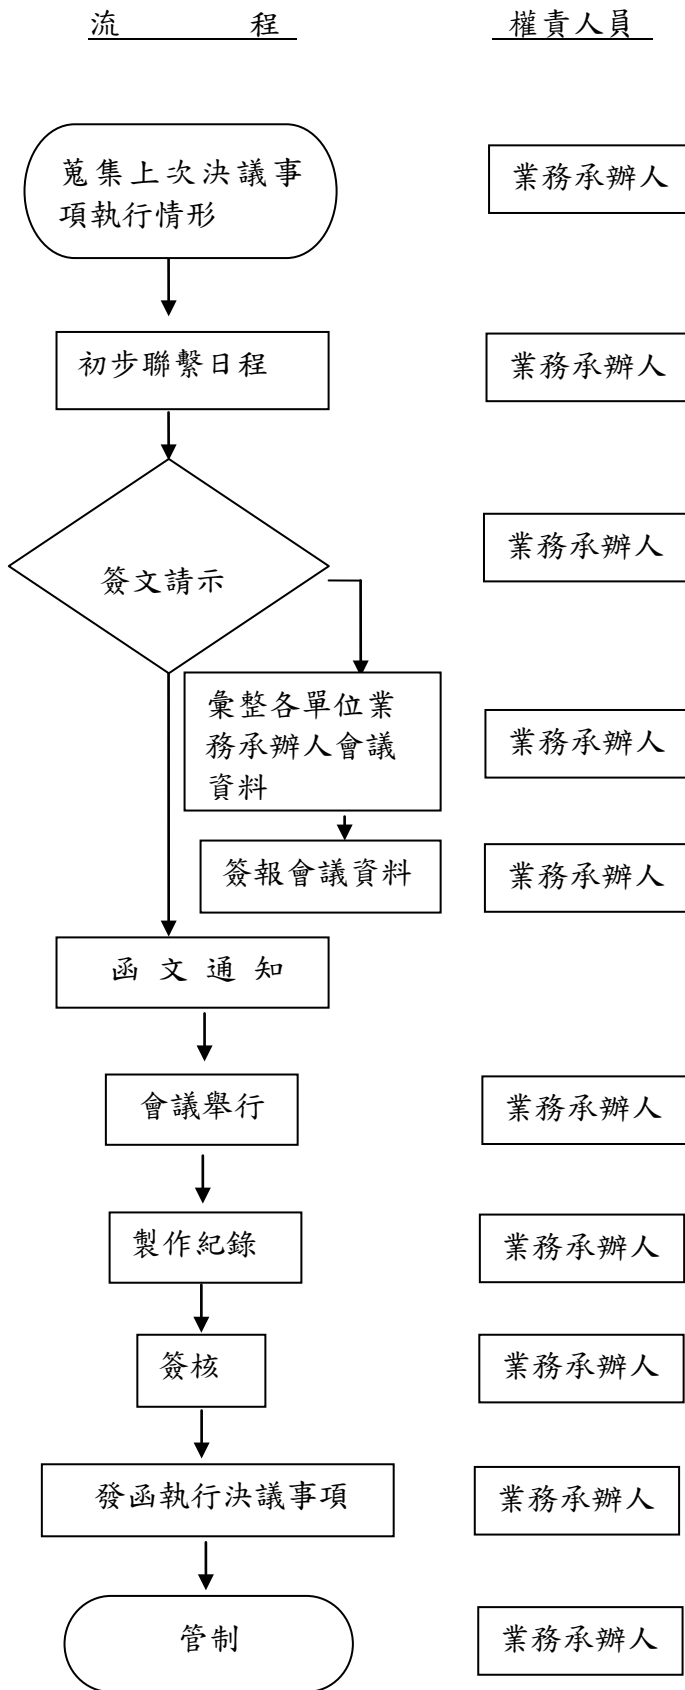 流 程 權責人員
蒐集上次決議事
項執行情形
業務承辦人
初步聯繫日程
業務承辦人
簽文請示
業務承辦人
彙整各單位業
務承辦人會議
資料
業務承辦人
簽報會議資料
業務承辦人
函文通知
會議舉行
業務承辦人
製作紀錄
業務承辦人
簽核
業務承辦人
發函執行決議事項
業務承辦人
管制
業務承辦人